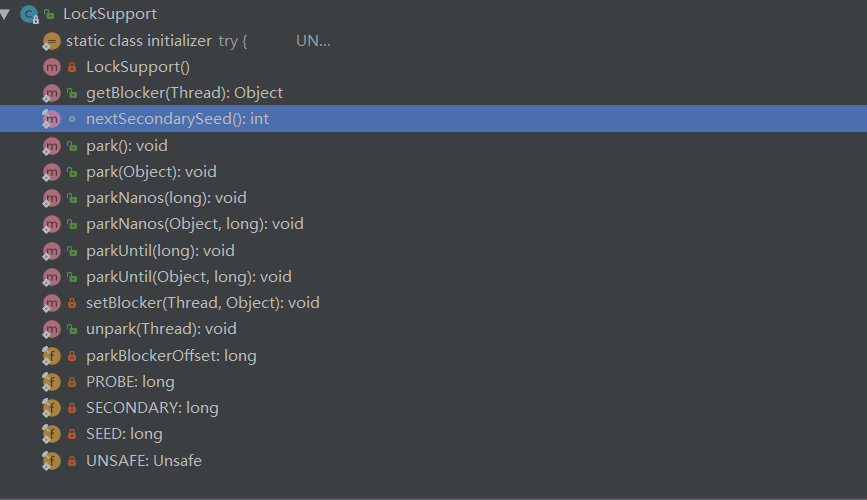 LockSupport
static class initializer try { UN...
LockSupport()
getBlocker(Thread): Object
nextSecondarySeed(): int
park(): void
park(Object): void
parkNanos(long): void
parkNanos(Object, long): void
parkUntil(long): void
parkUntil(Object, long): void
setBlocker(Thread, Object): void
unpark(Thread): void
parkBlockerOffset: long
PROBE: long
SECONDARY: long
SEED: long
UNSAFE: Unsafe